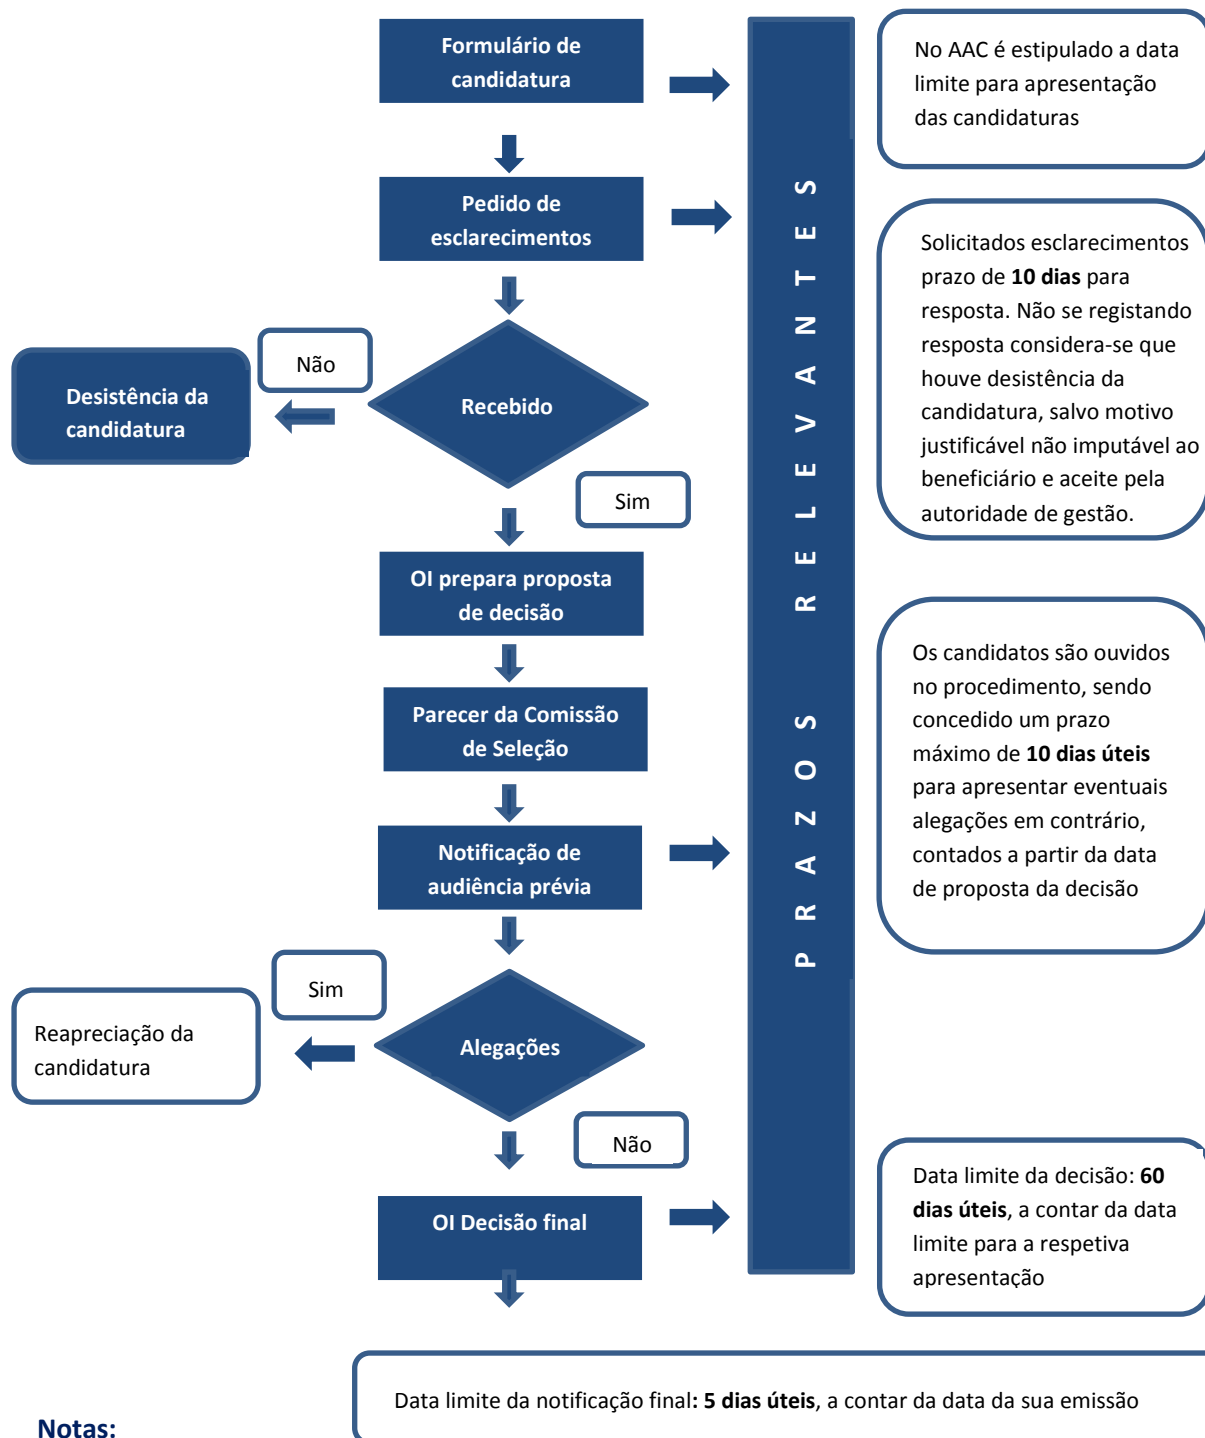 Formulário de
candidatura
No AAC é estipulado a data
limite para apresentação
das candidaturas
Pedido de
esclarecimentos
Solicitados esclarecimentos
prazo de 10 dias para
resposta. Não se registando
resposta considera-se que
houve desistência da
candidatura, salvo motivo
justificável não imputável ao
beneficiário e aceite pela
autoridade de gestão.
Não
Desistência da
candidatura
Recebido
Sim
PRAZOS RELEVANTES
OI prepara proposta
de decisão
Parecer da Comissão
de Seleção
Os candidatos são ouvidos
no procedimento, sendo
concedido um prazo
máximo de 10 dias úteis
para apresentar eventuais
alegações em contrário,
contados a partir da data
de proposta da decisão
Notificação de
audiência prévia
Sim
Reapreciação da
candidatura
Alegações
Não
OI Decisão final
Data limite da decisão: 60
dias úteis, a contar da data
limite para a respetiva
apresentação
Data limite da notificação final: 5 dias úteis, a contar da data da sua emissão
Notas: